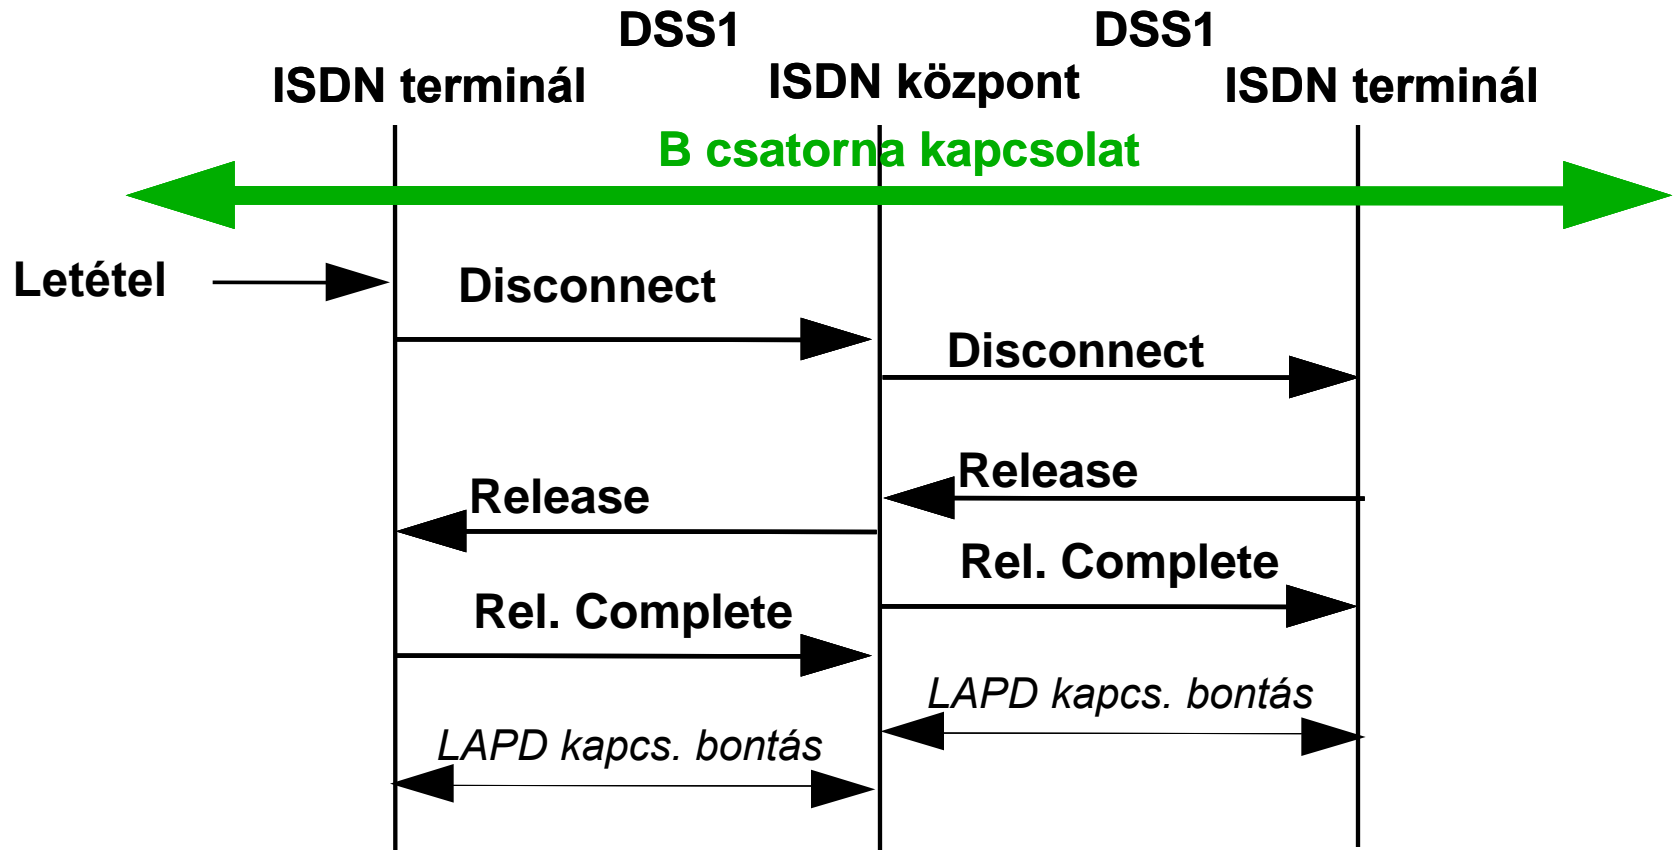 DSS1
DSS1
ISDN terminál
ISDN központ
ISDN terminál
B csatorna kapcsolat
Letétel
Disconnect
Disconnect
Release
Release
Rel. Complete
Rel. Complete
LAPD kapcs. bontás
LAPD kapcs. bontás